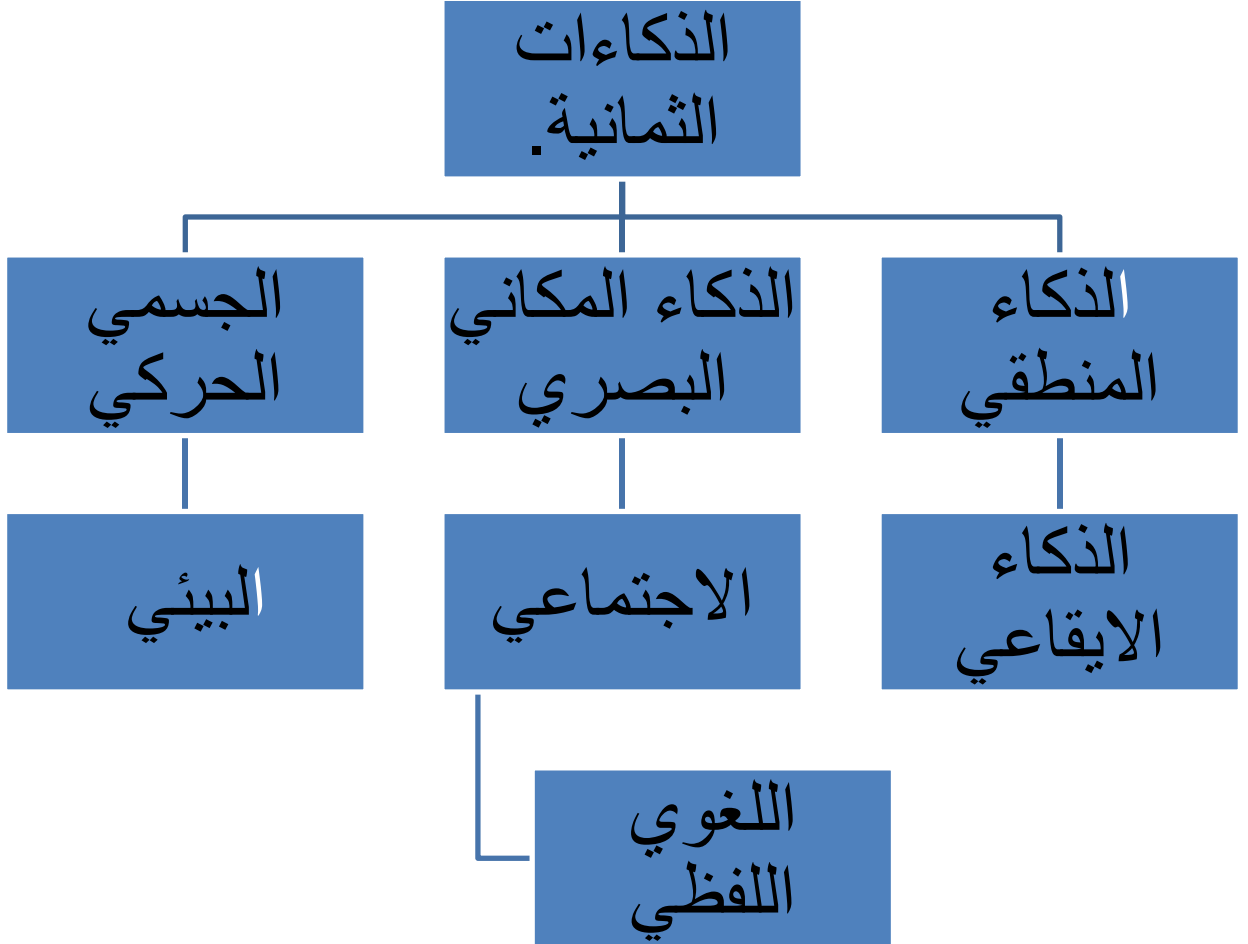 الذكاءات
الثمانية.
الذكاء
المنطقي
الذكاء المكاني
البصري
الجسمي
الحركي
الذكاء
الايقاعي
الاجتماعي
البيئي
اللغوي
اللفظي